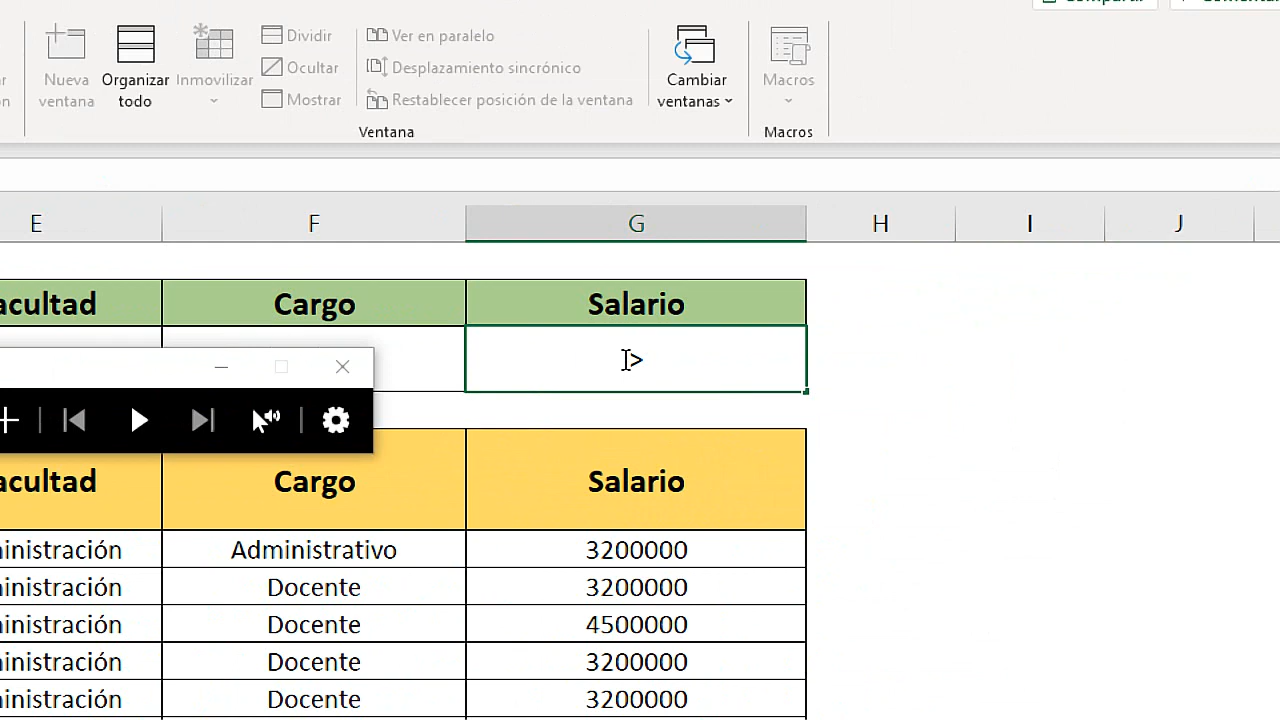 Nueva ventana
Organizar todo
Inmovilizar
Dividir
Ocultar
Mostrar
Ver en paralelo
Desplazamiento sincrónico
Restablecer posición de la ventana
Cambiar ventanas
Macros
Ventana
Macros
E F G H I J
acultad Cargo Salario
>
acultad Cargo Salario
inistración Administrativo 3200000
inistración Docente 3200000
inistración Docente 4500000
inistración Docente 3200000
inistración Docente 3200000